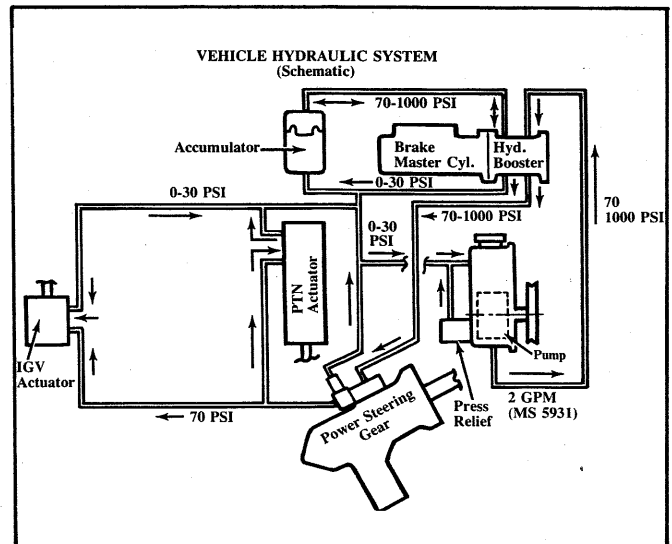 VEHICLE HYDRAULIC SYSTEM
(Schematic)
70-1000 PSI
Accumulator
Brake
Master Cyl.
Hyd.
Booster
0-30 PSI
0-30 PSI
70-1000 PSI
0-30
PSI
70
1000 PSI
PTN
Actuator
IGV
Actuator
Pump
70 PSI
Power Steering
Gear
Press
Relief
2 GPM
(MS 5931)